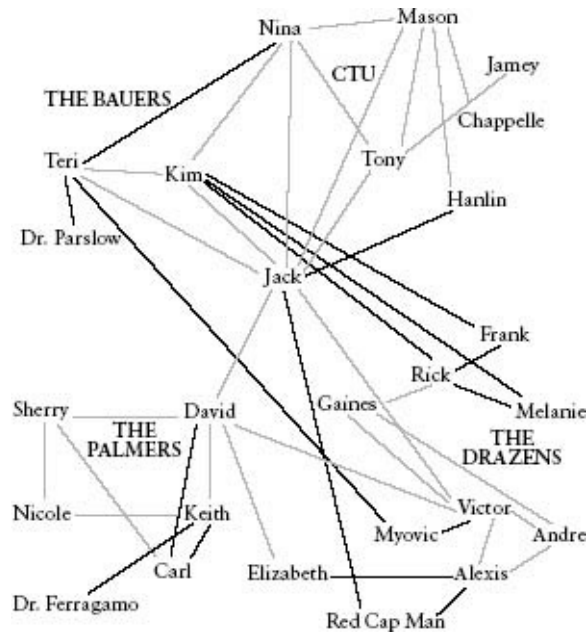 Mason
Nina
CTU
Jamey
THE BAUERS
Chappelle
Teri
Kim
Tony
Hanlin
Dr. Parslow
Jack
Frank
Rick
Sherry
David
Gaines
Melanie
THE
PALMERS
THE
DRAZENS
Nicole
Keith
Victor
Myovic
Andre
Carl
Elizabeth
Alexis
Dr. Ferragamo
Red Cap Man